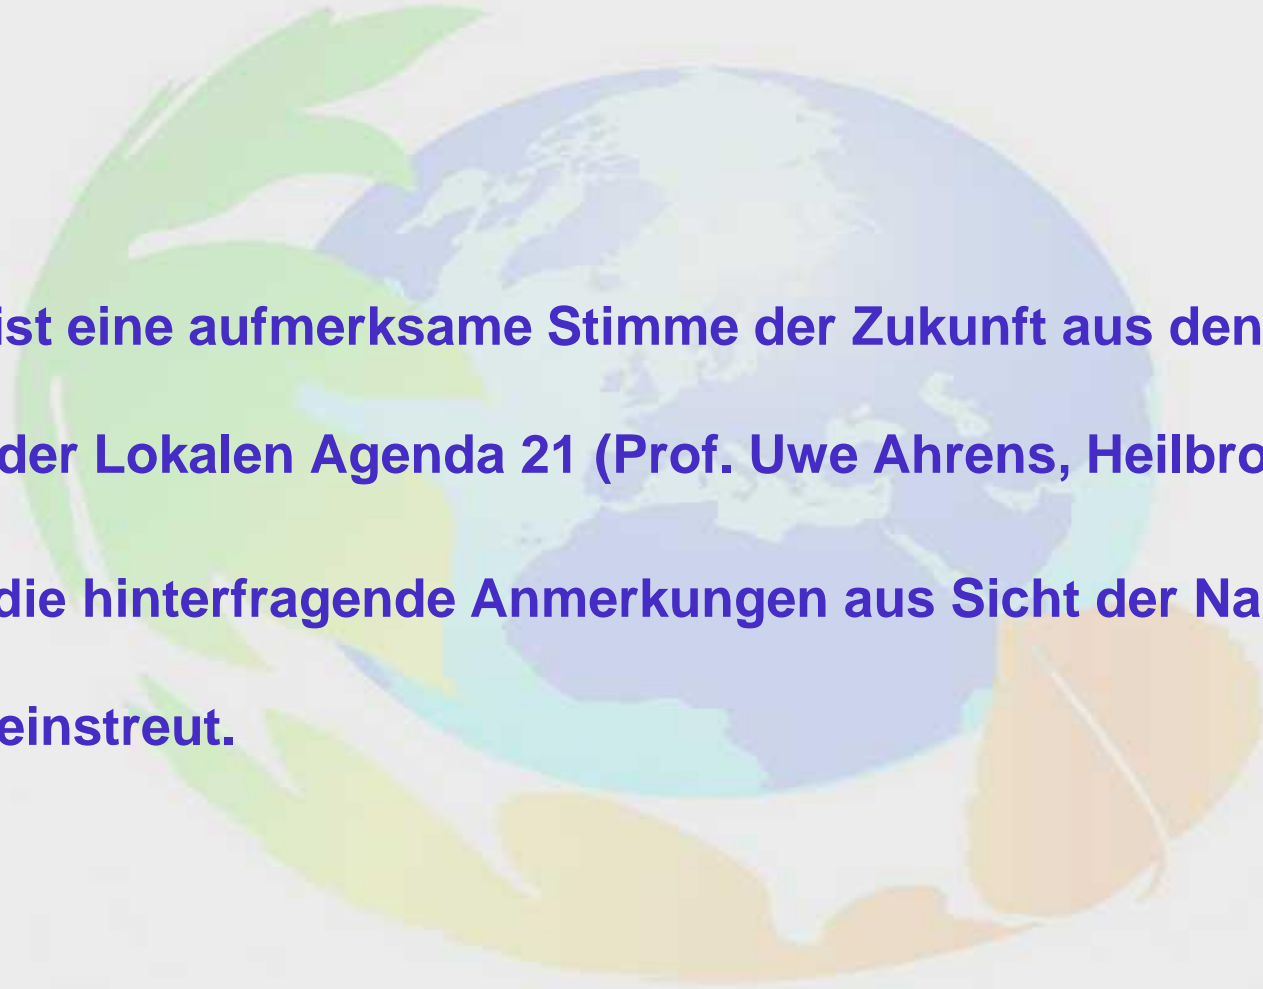 ist eine aufmerksame Stimme der Zukunft aus den
der Lokalen Agenda 21 (Prof. Uwe Ahrens, Heilbro
die hinterfragende Anmerkungen aus Sicht der Na
einstreut.